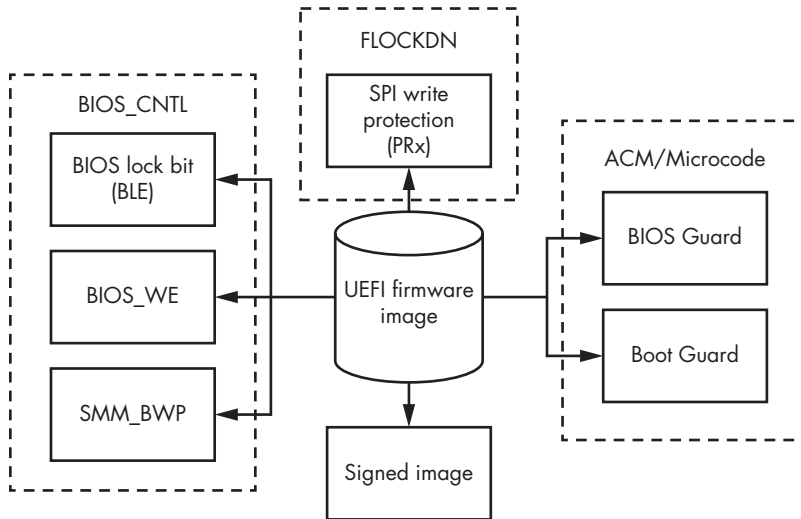 FLOCKDN
SPI write
protection
(PRx)
BIOS_CNTL
BIOS lock bit
(BLE)
BIOS_WE
SMM_BWP
UEFI firmware
image
ACM/Microcode
BIOS Guard
Boot Guard
Signed image